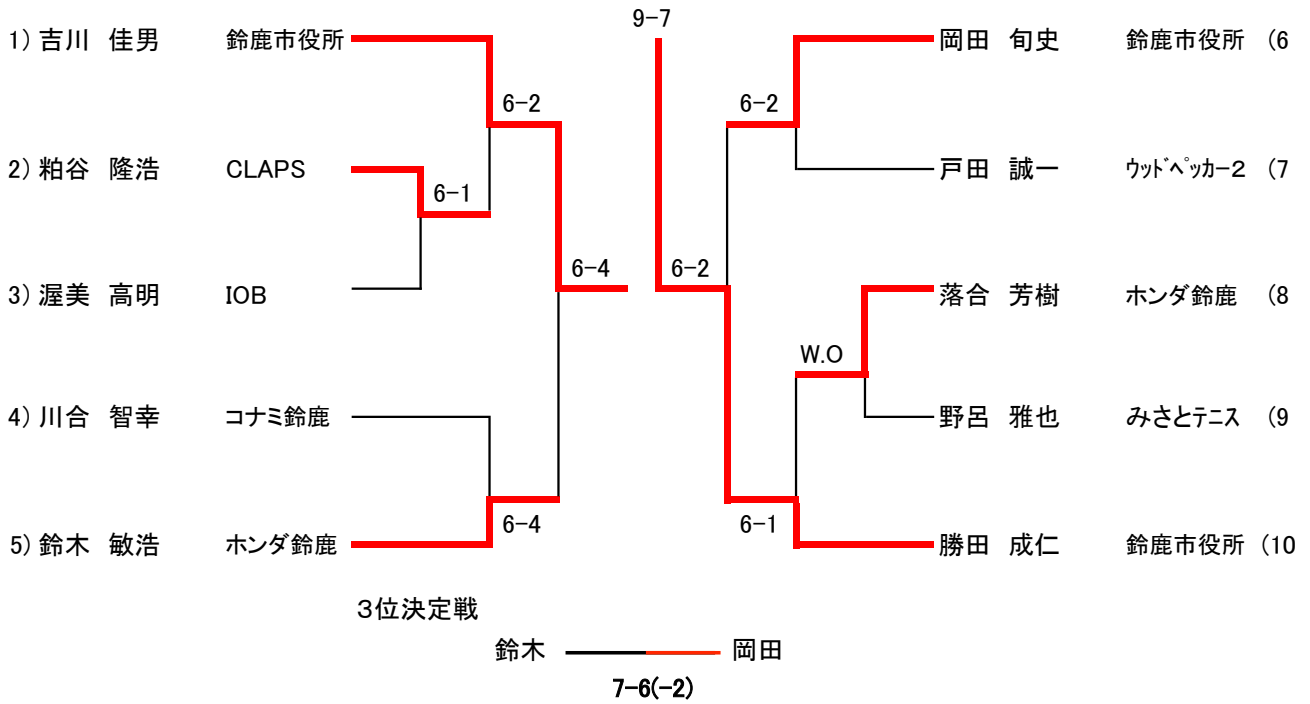 9-7
1) 吉川 佳男 鈴鹿市役所
岡田 旬史 鈴鹿市役所 (6
6-2
6-2
2) 粕谷 隆浩 CLAPS
戸田 誠一 ウッドペッカー2 (7
6-1
6-4
6-2
3) 渥美 高明 IOB
落合 芳樹 ホンダ鈴鹿 (8
W.O
4) 川合 智幸 コナミ鈴鹿
野呂 雅也 みさとテニス (9
6-4
6-1
5) 鈴木 敏浩 ホンダ鈴鹿
勝田 成仁 鈴鹿市役所 (10
3位決定戦
鈴木 岡田
7-6(-2)